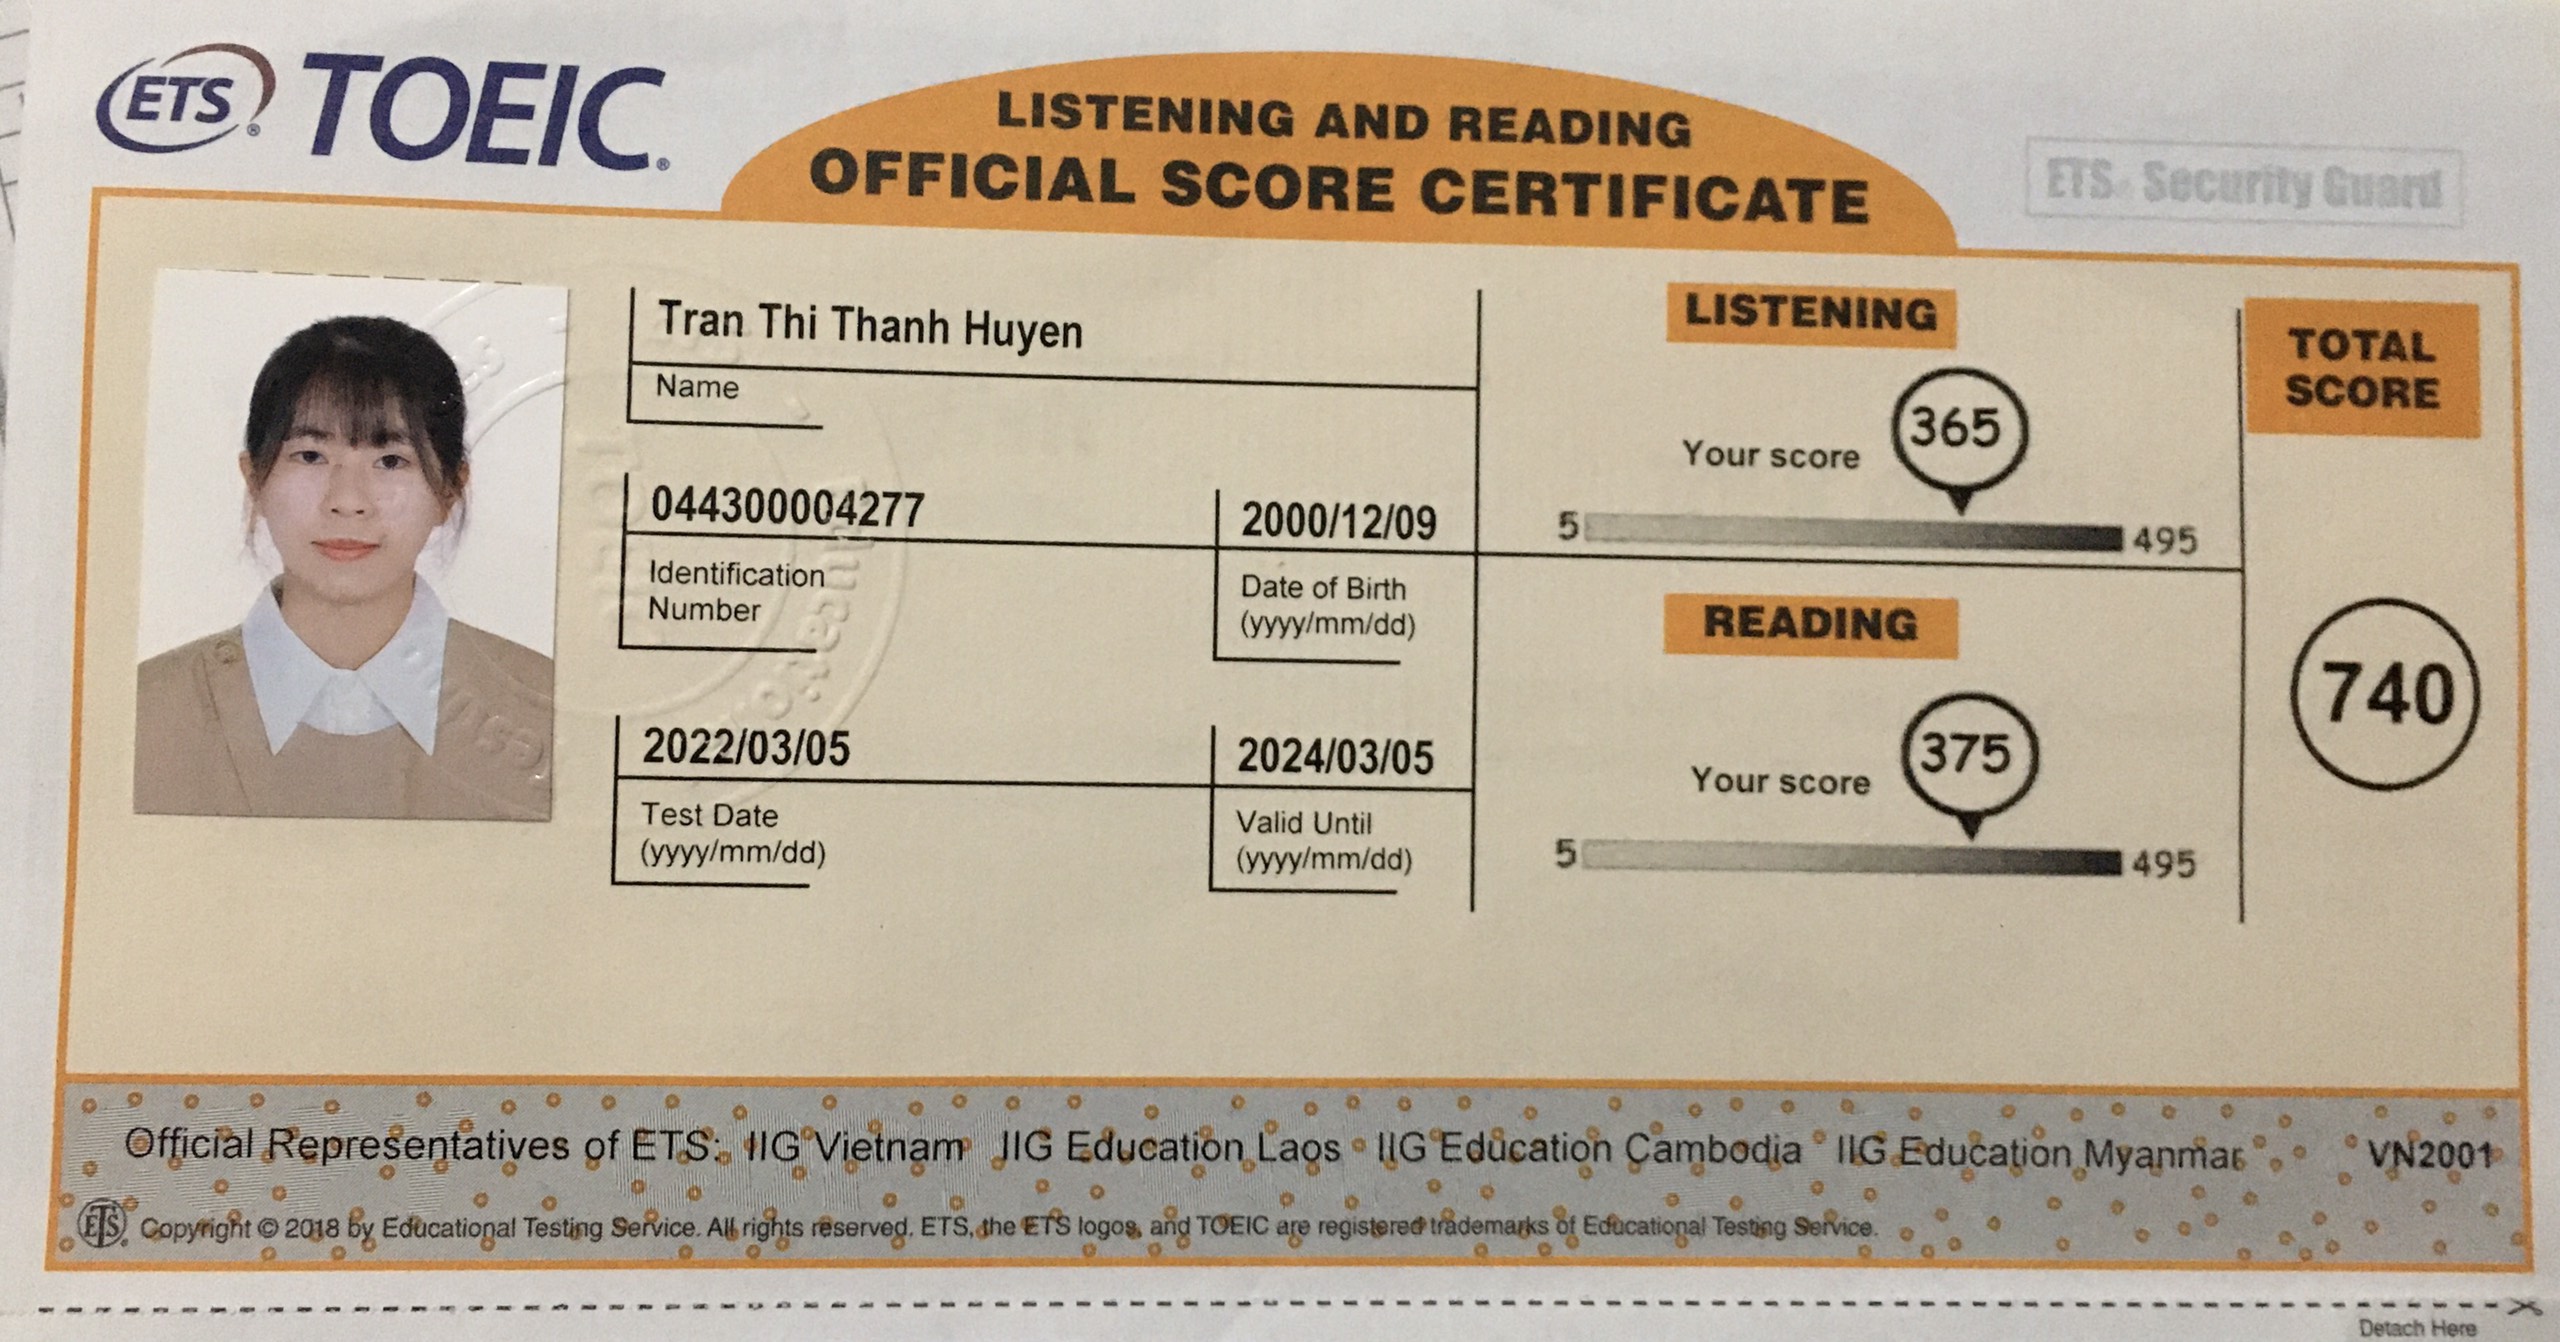 ETS® TOEIC®
LISTENING AND READING
OFFICIAL SCORE CERTIFICATE
ETS® Security Guard
Tran Thi Thanh Huyen
Name
044300004277
Identification
Number
2000/12/09
Date of Birth
(yyyy/mm/dd)
2022/03/05
Test Date
(yyyy/mm/dd)
2024/03/05
Valid Until
(yyyy/mm/dd)
LISTENING
Your score 365
5 495
READING
Your score 375
5 495
TOTAL
SCORE
740
Official Representatives of ETS: IIG Vietnam IIG Education Laos IIG Education Cambodia IIG Education Myanmar VN2001
ETS® Copyright © 2018 by Educational Testing Service. All rights reserved. ETS, the ETS logos, and TOEIC are registered trademarks of Educational Testing Service.
Detach Here